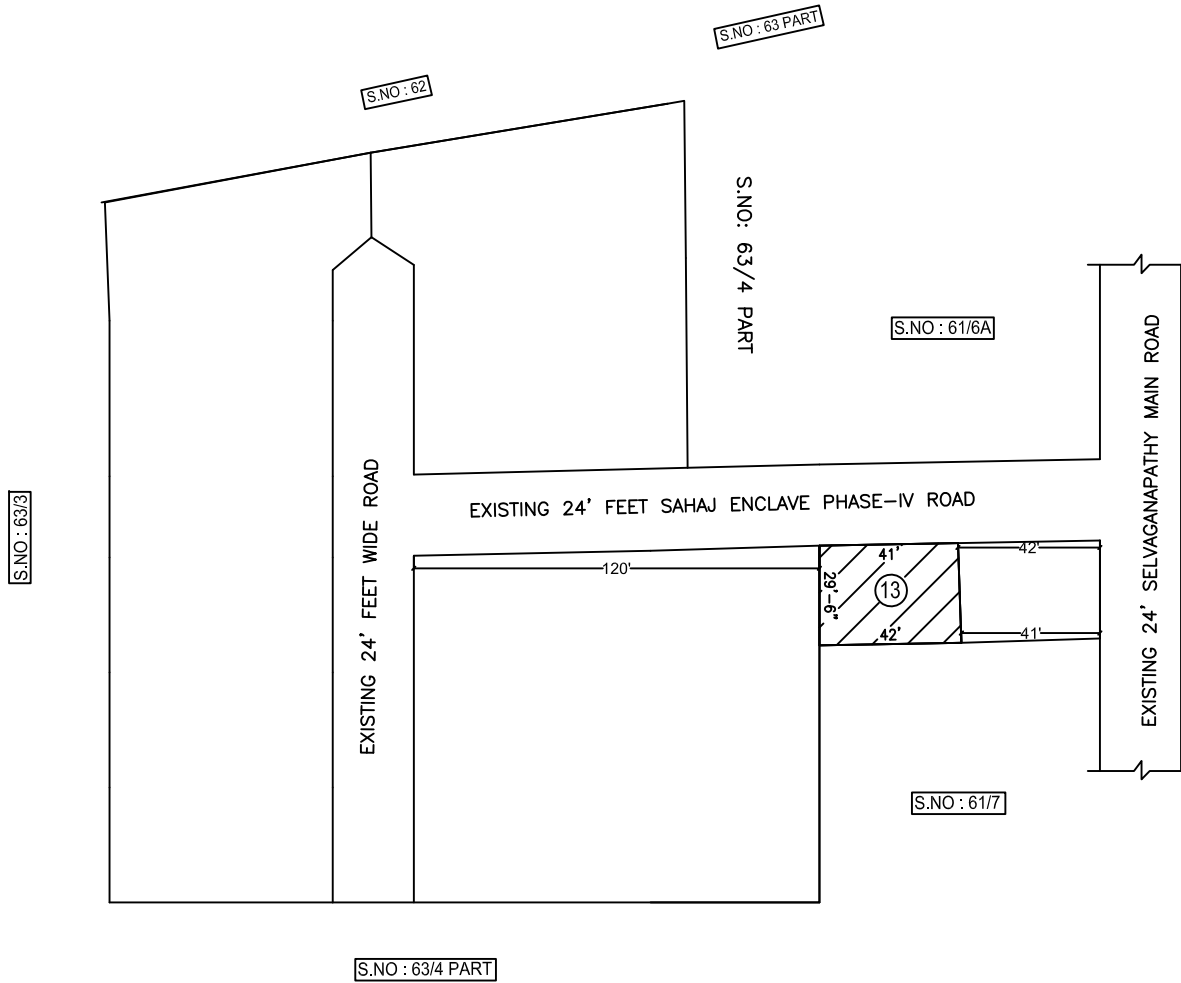 S.NO : 63 PART
S.NO : 62
S.NO: 63/4 PART
S.NO : 61/6A
EXISTING 24' SELVAGANAPATHY MAIN ROAD
S.NO : 63/3
EXISTING 24' FEET WIDE ROAD
EXISTING 24' FEET SAHAJ ENCLAVE PHASE-IV ROAD
120'
41'
42'
29'-6"
13
42'
41'
S.NO : 61/7
S.NO : 63/4 PART